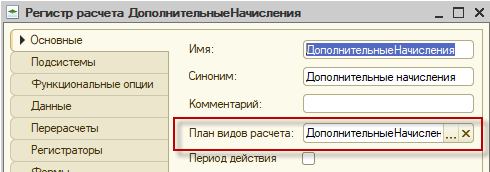 Регистр расчета ДополнительныеНачисления
Основные
Подсистемы
Функциональные опции
Данные
Перерасчеты
Регистраторы
Имя: ДополнительныеНачисления
Синоним: Дополнительные начисления
Комментарий:
План видов расчета: ДополнительныеНачислен ...
Период действия